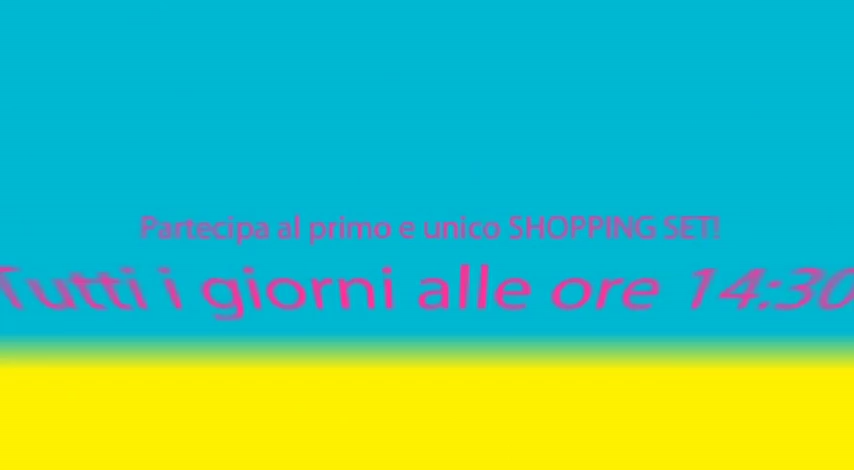 Partecipa al primo e unico SHOPPING SET!
Tutti i giorni alle ore 14:30